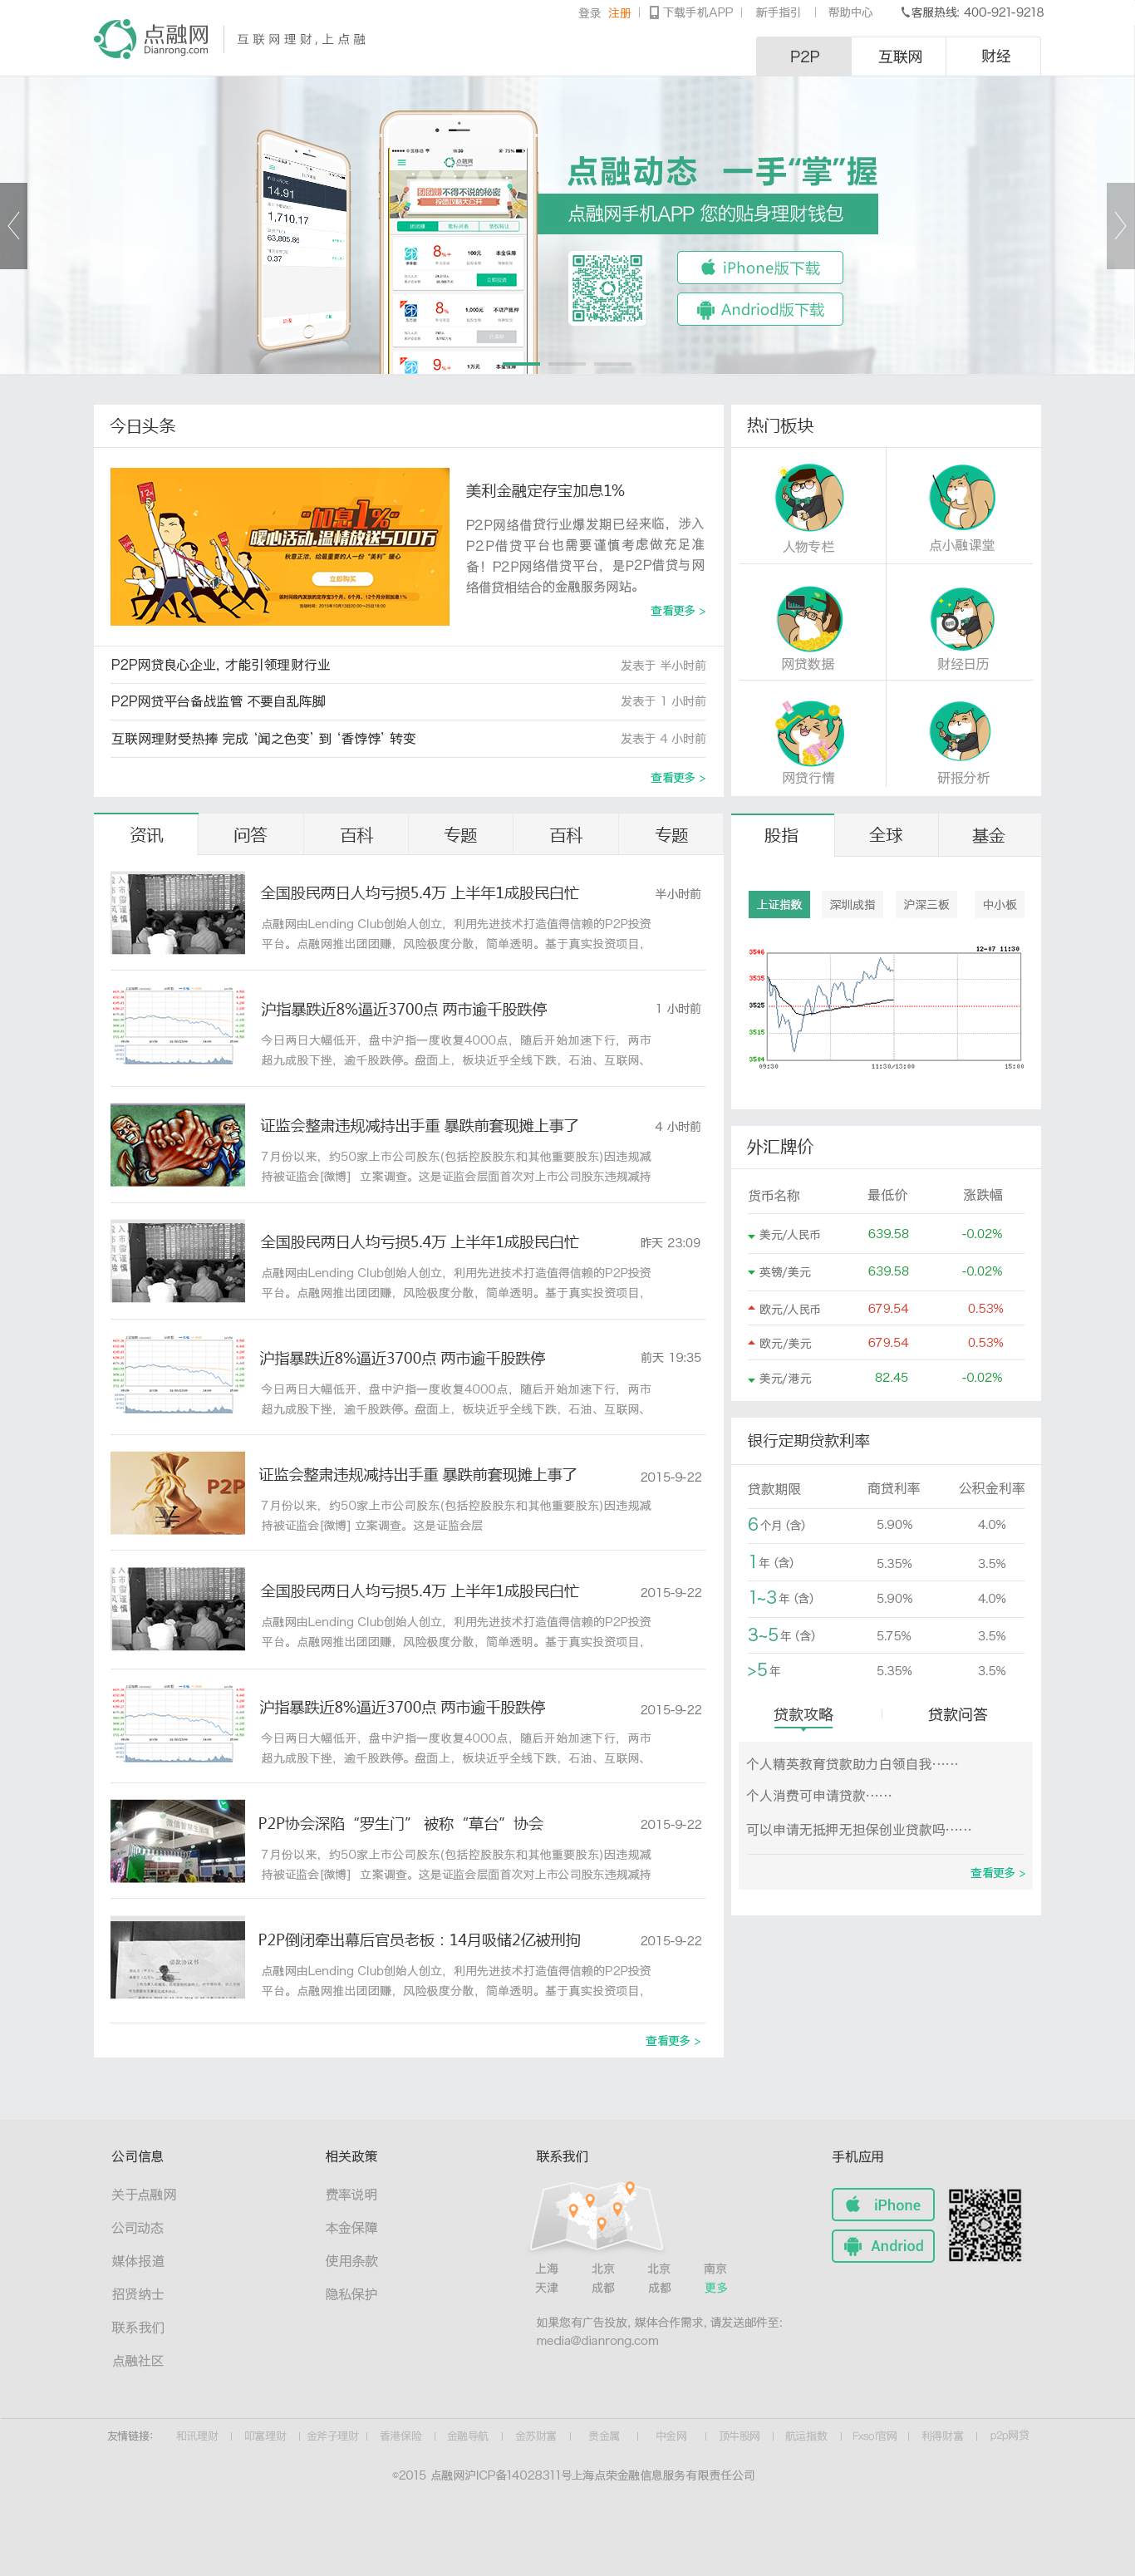 登录 注册 | 下载手机APP | 新手指引 | 帮助中心 客服热线: 400-921-9218
点融网
Dianrong.com
互联网理财,上点融
P2P 互联网 财经
点融动态 一手“掌”握
点融网手机APP 您的贴身理财钱包
iPhone版下载
Andriod版下载
14.91
1,710.17
63,805.86
0.37
不得不说的秘密
8%
8%
9%
今日头条
加息1%
暖心活动,温情放送500万
秋意正浓,给最重要的人一份“美利”暖心
立即购买
美利金融定存宝加息1%
P2P网络借贷行业爆发期已经来临，涉入
P2P借贷平台也需要谨慎考虑做充足准
备！P2P网络借贷平台，是P2P借贷与网
络借贷相结合的金融服务网站。
查看更多 >
P2P网贷良心企业, 才能引领理财行业 发表于 半小时前
P2P网贷平台备战监管 不要自乱阵脚 发表于 1 小时前
互联网理财受热捧 完成 ‘闻之色变’ 到 ‘香饽饽’ 转变 发表于 4 小时前
查看更多 >
热门板块
人物专栏 点小融课堂
网贷数据 财经日历
网贷行情 研报分析
资讯 问答 百科 专题 百科 专题
全国股民两日人均亏损5.4万 上半年1成股民白忙 半小时前
点融网由Lending Club创始人创立，利用先进技术打造值得信赖的P2P投资
平台。点融网推出团团赚，风险极度分散，简单透明。基于真实投资项目，
沪指暴跌近8%逼近3700点 两市逾千股跌停 1 小时前
今日两日大幅低开，盘中沪指一度收复4000点，随后开始加速下行，两市
超九成股下挫，逾千股跌停。盘面上，板块近乎全线下跌，石油、互联网、
证监会整肃违规减持出手重 暴跌前套现摊上事了 4 小时前
7月份以来，约50家上市公司股东(包括控股股东和其他重要股东)因违规减
持被证监会[微博] 立案调查。这是证监会层面首次对上市公司股东违规减持
全国股民两日人均亏损5.4万 上半年1成股民白忙 昨天 23:09
点融网由Lending Club创始人创立，利用先进技术打造值得信赖的P2P投资
平台。点融网推出团团赚，风险极度分散，简单透明。基于真实投资项目，
沪指暴跌近8%逼近3700点 两市逾千股跌停 前天 19:35
今日两日大幅低开，盘中沪指一度收复4000点，随后开始加速下行，两市
超九成股下挫，逾千股跌停。盘面上，板块近乎全线下跌，石油、互联网、
P2P
证监会整肃违规减持出手重 暴跌前套现摊上事了 2015-9-22
7月份以来，约50家上市公司股东(包括控股股东和其他重要股东)因违规减
持被证监会[微博] 立案调查。这是证监会层
全国股民两日人均亏损5.4万 上半年1成股民白忙 2015-9-22
点融网由Lending Club创始人创立，利用先进技术打造值得信赖的P2P投资
平台。点融网推出团团赚，风险极度分散，简单透明。基于真实投资项目，
沪指暴跌近8%逼近3700点 两市逾千股跌停 2015-9-22
今日两日大幅低开，盘中沪指一度收复4000点，随后开始加速下行，两市
超九成股下挫，逾千股跌停。盘面上，板块近乎全线下跌，石油、互联网、
P2P协会深陷 “罗生门” 被称 “草台” 协会 2015-9-22
7月份以来，约50家上市公司股东(包括控股股东和其他重要股东)因违规减
持被证监会[微博] 立案调查。这是证监会层面首次对上市公司股东违规减持
P2P倒闭牵出幕后官员老板：14月吸储2亿被刑拘 2015-9-22
点融网由Lending Club创始人创立，利用先进技术打造值得信赖的P2P投资
平台。点融网推出团团赚，风险极度分散，简单透明。基于真实投资项目，
查看更多 >
股指 全球 基金
上证指数 深圳成指 沪深三板 中小板
12-07 11:30
3546
3535
3525
3515
3504
09:30 11:30/13:00 15:00
外汇牌价
货币名称 最低价 涨跌幅
美元/人民币 639.58 -0.02%
英镑/美元 639.58 -0.02%
欧元/人民币 679.54 0.53%
欧元/美元 679.54 0.53%
美元/港元 82.45 -0.02%
银行定期贷款利率
贷款期限 商贷利率 公积金利率
6个月 (含) 5.90% 4.0%
1年 (含) 5.35% 3.5%
1~3年 (含) 5.90% 4.0%
3~5年 (含) 5.75% 3.5%
>5年 5.35% 3.5%
贷款攻略 贷款问答
个人精英教育贷款助力白领自我……
个人消费可申请贷款……
可以申请无抵押无担保创业贷款吗……
查看更多 >
公司信息 相关政策 联系我们 手机应用
关于点融网 费率说明
公司动态 本金保障
媒体报道 使用条款
招贤纳士 隐私保护
联系我们
点融社区
上海 北京 北京 南京
天津 成都 成都 更多
如果您有广告投放, 媒体合作需求, 请发送邮件至:
media@dianrong.com
iPhone
Andriod
友情链接: 和讯理财 | 叩富理财 | 金斧子理财 | 香港保险 | 金融导航 | 金苏财富 | 贵金属 | 中金网 | 顶牛股网 | 航运指数 | Fxsol官网 | 利得财富 | p2p网贷
©2015 点融网沪ICP备14028311号上海点荣金融信息服务有限责任公司